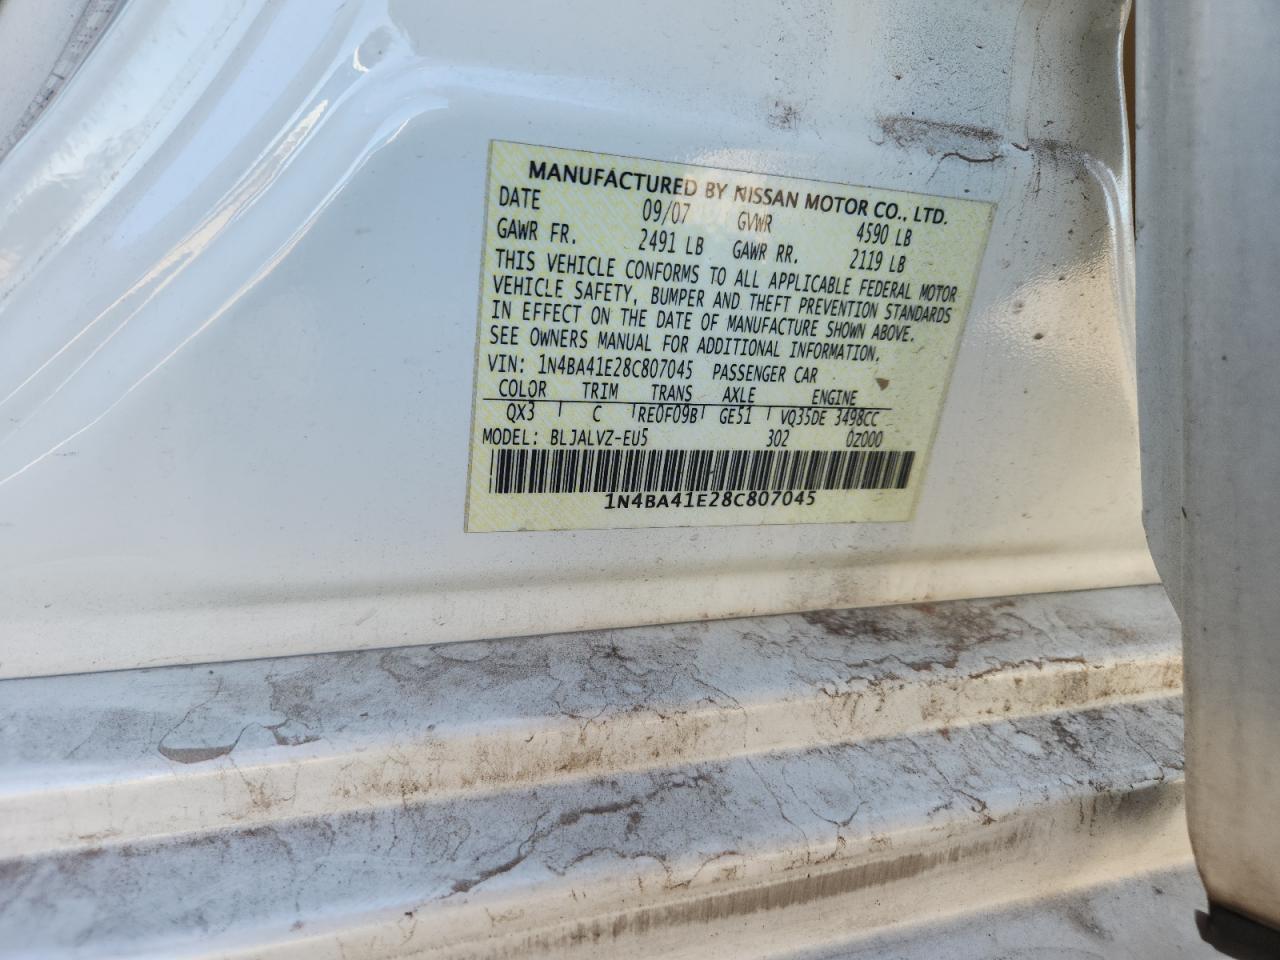 MANUFACTURED BY NISSAN MOTOR CO., LTD.
DATE 09/07 GVWR 4590 LB
GAWR FR. 2491 LB GAWR RR. 2119 LB
THIS VEHICLE CONFORMS TO ALL APPLICABLE FEDERAL MOTOR
VEHICLE SAFETY, BUMPER AND THEFT PREVENTION STANDARDS
IN EFFECT ON THE DATE OF MANUFACTURE SHOWN ABOVE.
SEE OWNERS MANUAL FOR ADDITIONAL INFORMATION.
VIN: 1N4BA41E28C807045 PASSENGER CAR
COLOR TRIM TRANS AXLE ENGINE
QX3 C RE0F09B GE51 VQ35DE 3498CC
MODEL: BLJALVZ-EU5 302 0Z000
1N4BA41E28C807045